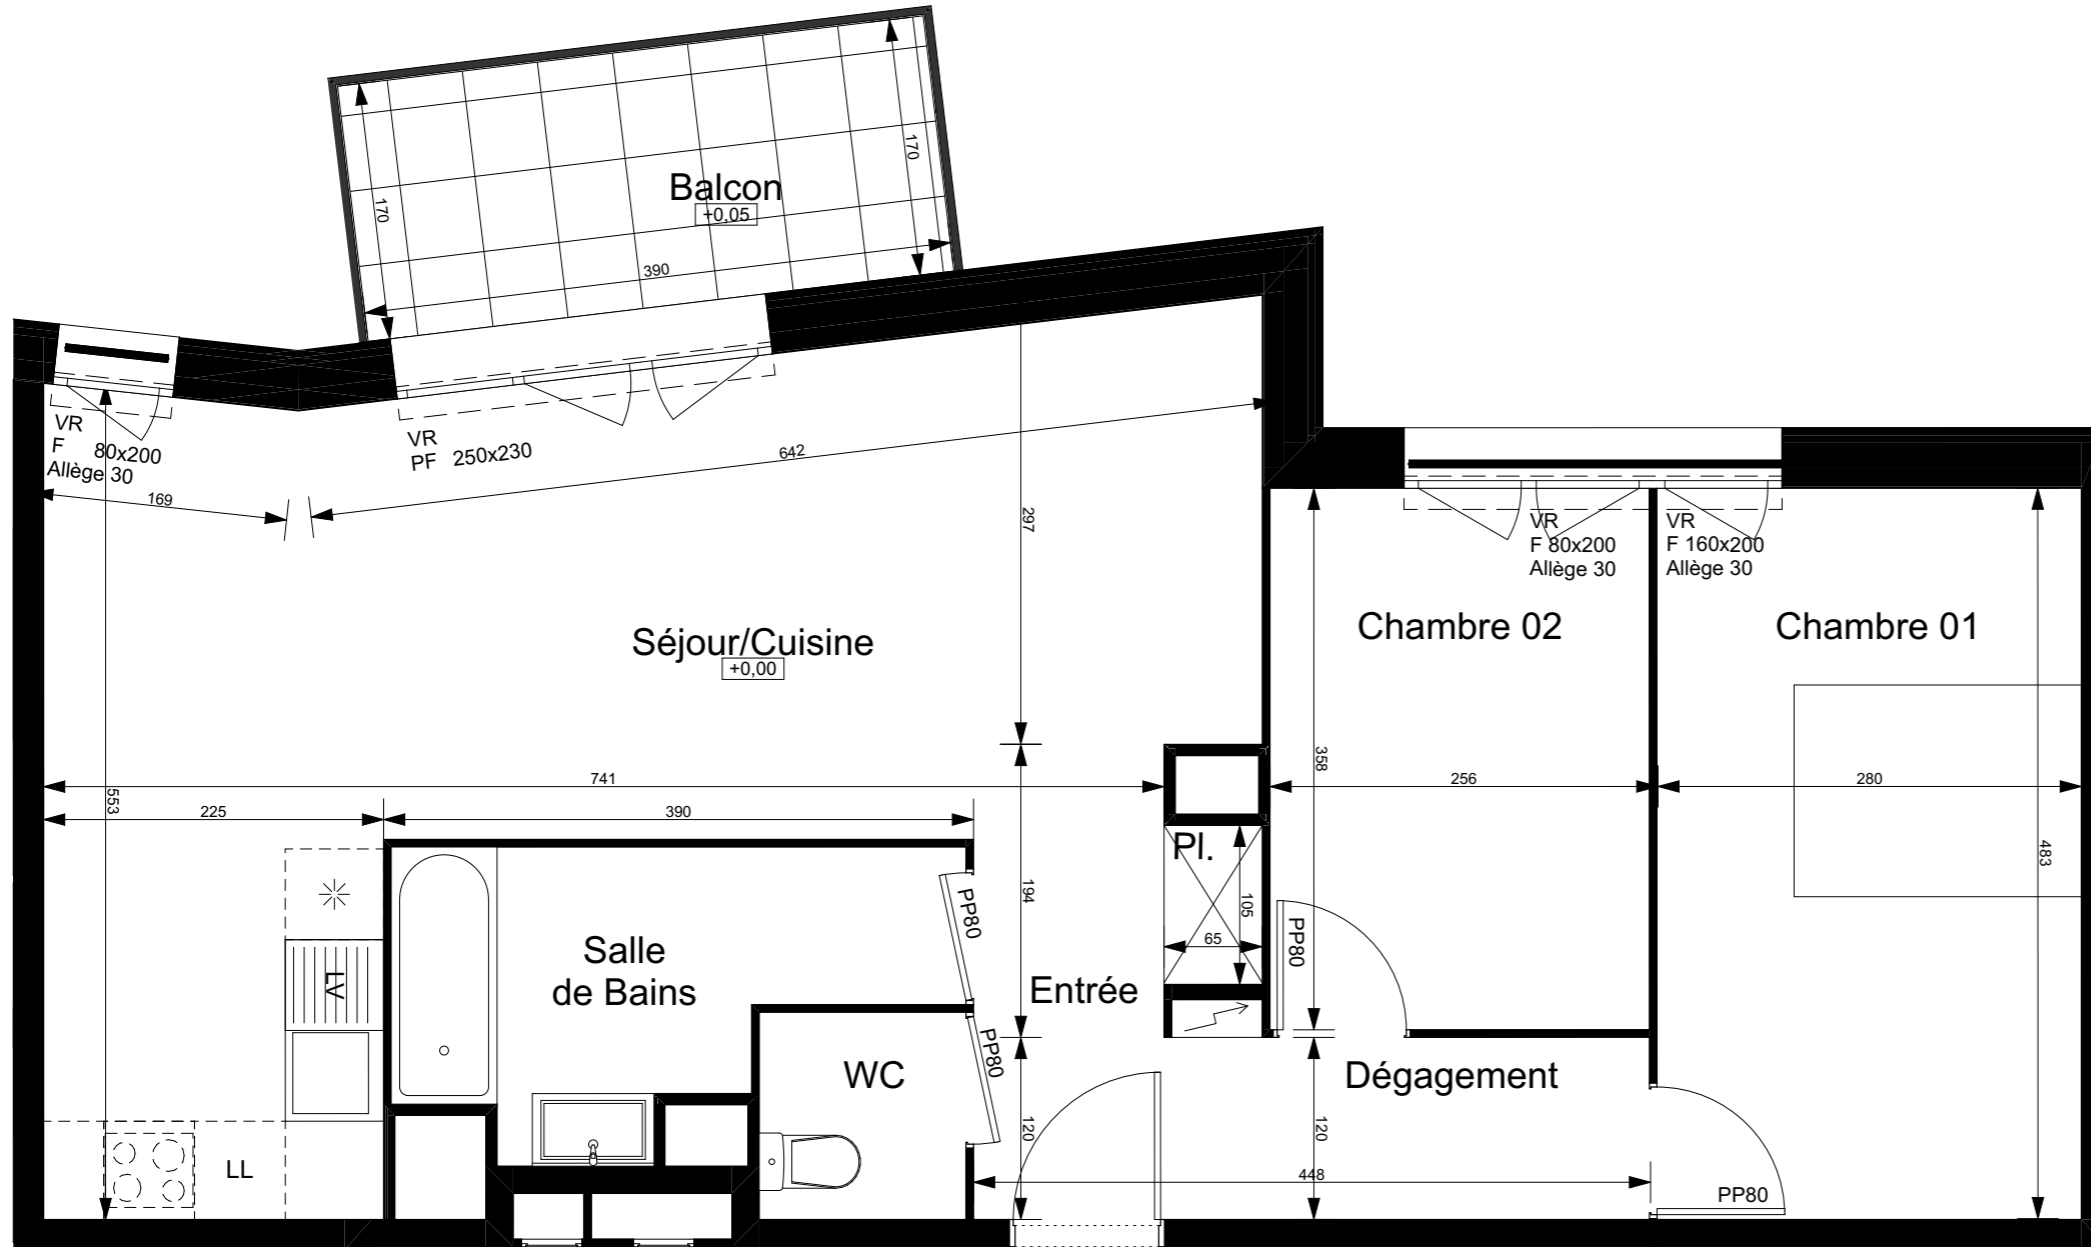 170
170
Balcon
+0,05
390
VR
F 80x200
Allège 30
VR
PF 250x230
169
642
297
VR
F 80x200
Allège 30
VR
F 160x200
Allège 30
Séjour/Cuisine
+0,00
Chambre 02
Chambre 01
358
741
256
280
553
225
390
483
Pl.
194
105
65
PP80
PP80
LV
Salle
de Bains
Entrée
PP80
WC
Dégagement
120
120
LL
448
PP80